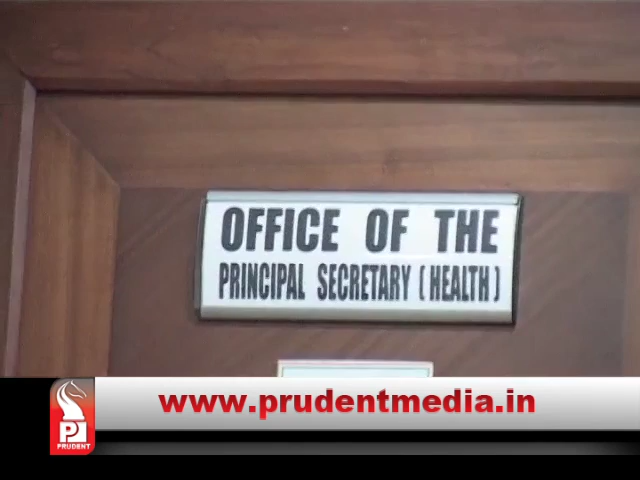 OFFICE OF THE
PRINCIPAL SECRETARY (HEALTH)
www.prudentmedia.in
P
PRUDENT